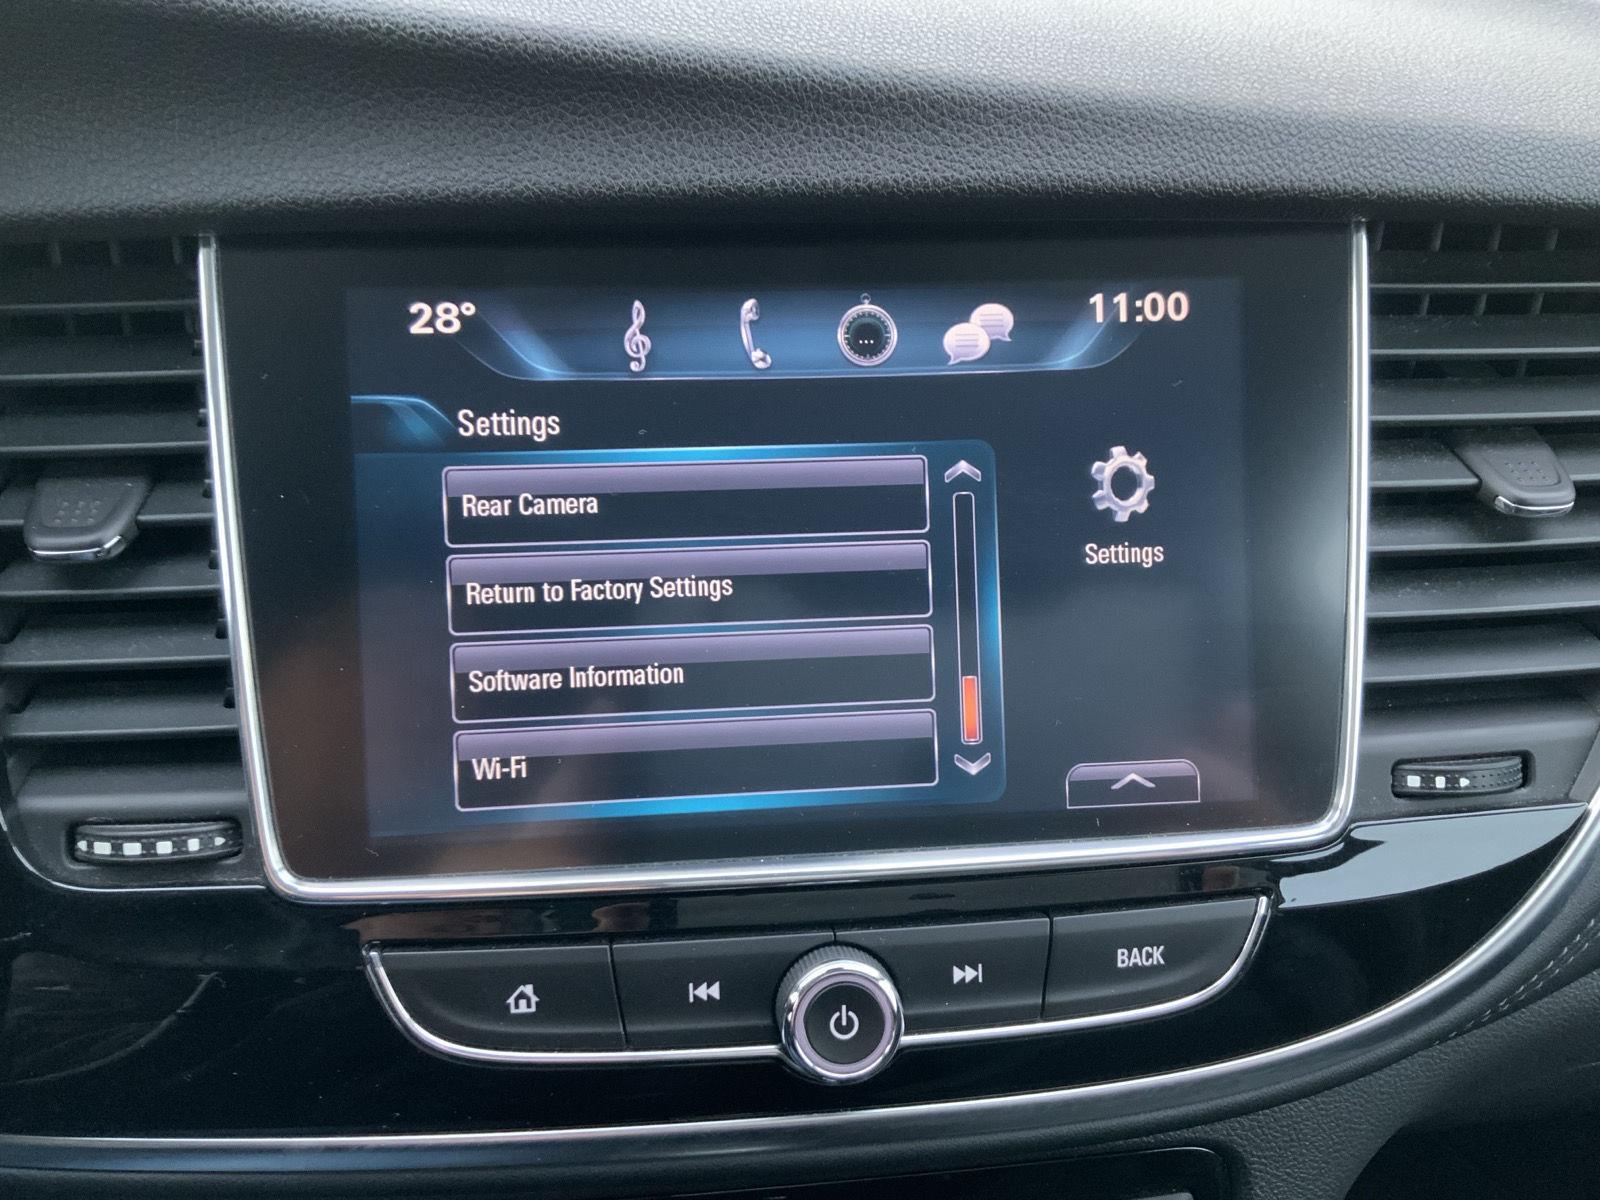 28°
11:00
Settings
Rear Camera
Return to Factory Settings
Software Information
Wi-Fi
Settings
BACK